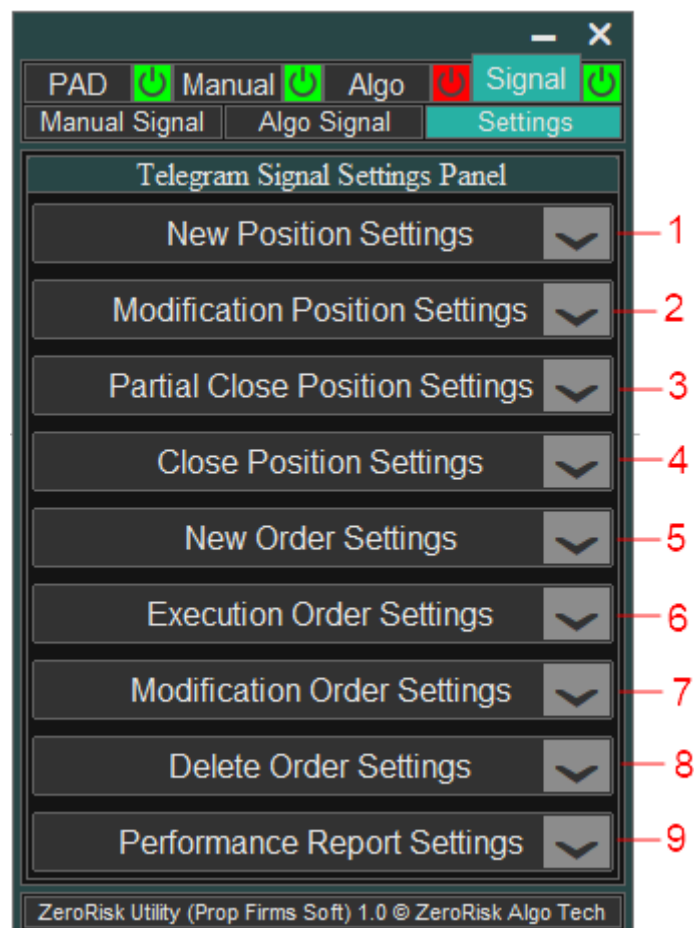 PAD Manual Algo Signal
Manual Signal Algo Signal Settings
Telegram Signal Settings Panel
New Position Settings 1
Modification Position Settings 2
Partial Close Position Settings 3
Close Position Settings 4
New Order Settings 5
Execution Order Settings 6
Modification Order Settings 7
Delete Order Settings 8
Performance Report Settings 9
ZeroRisk Utility (Prop Firms Soft) 1.0 © ZeroRisk Algo Tech